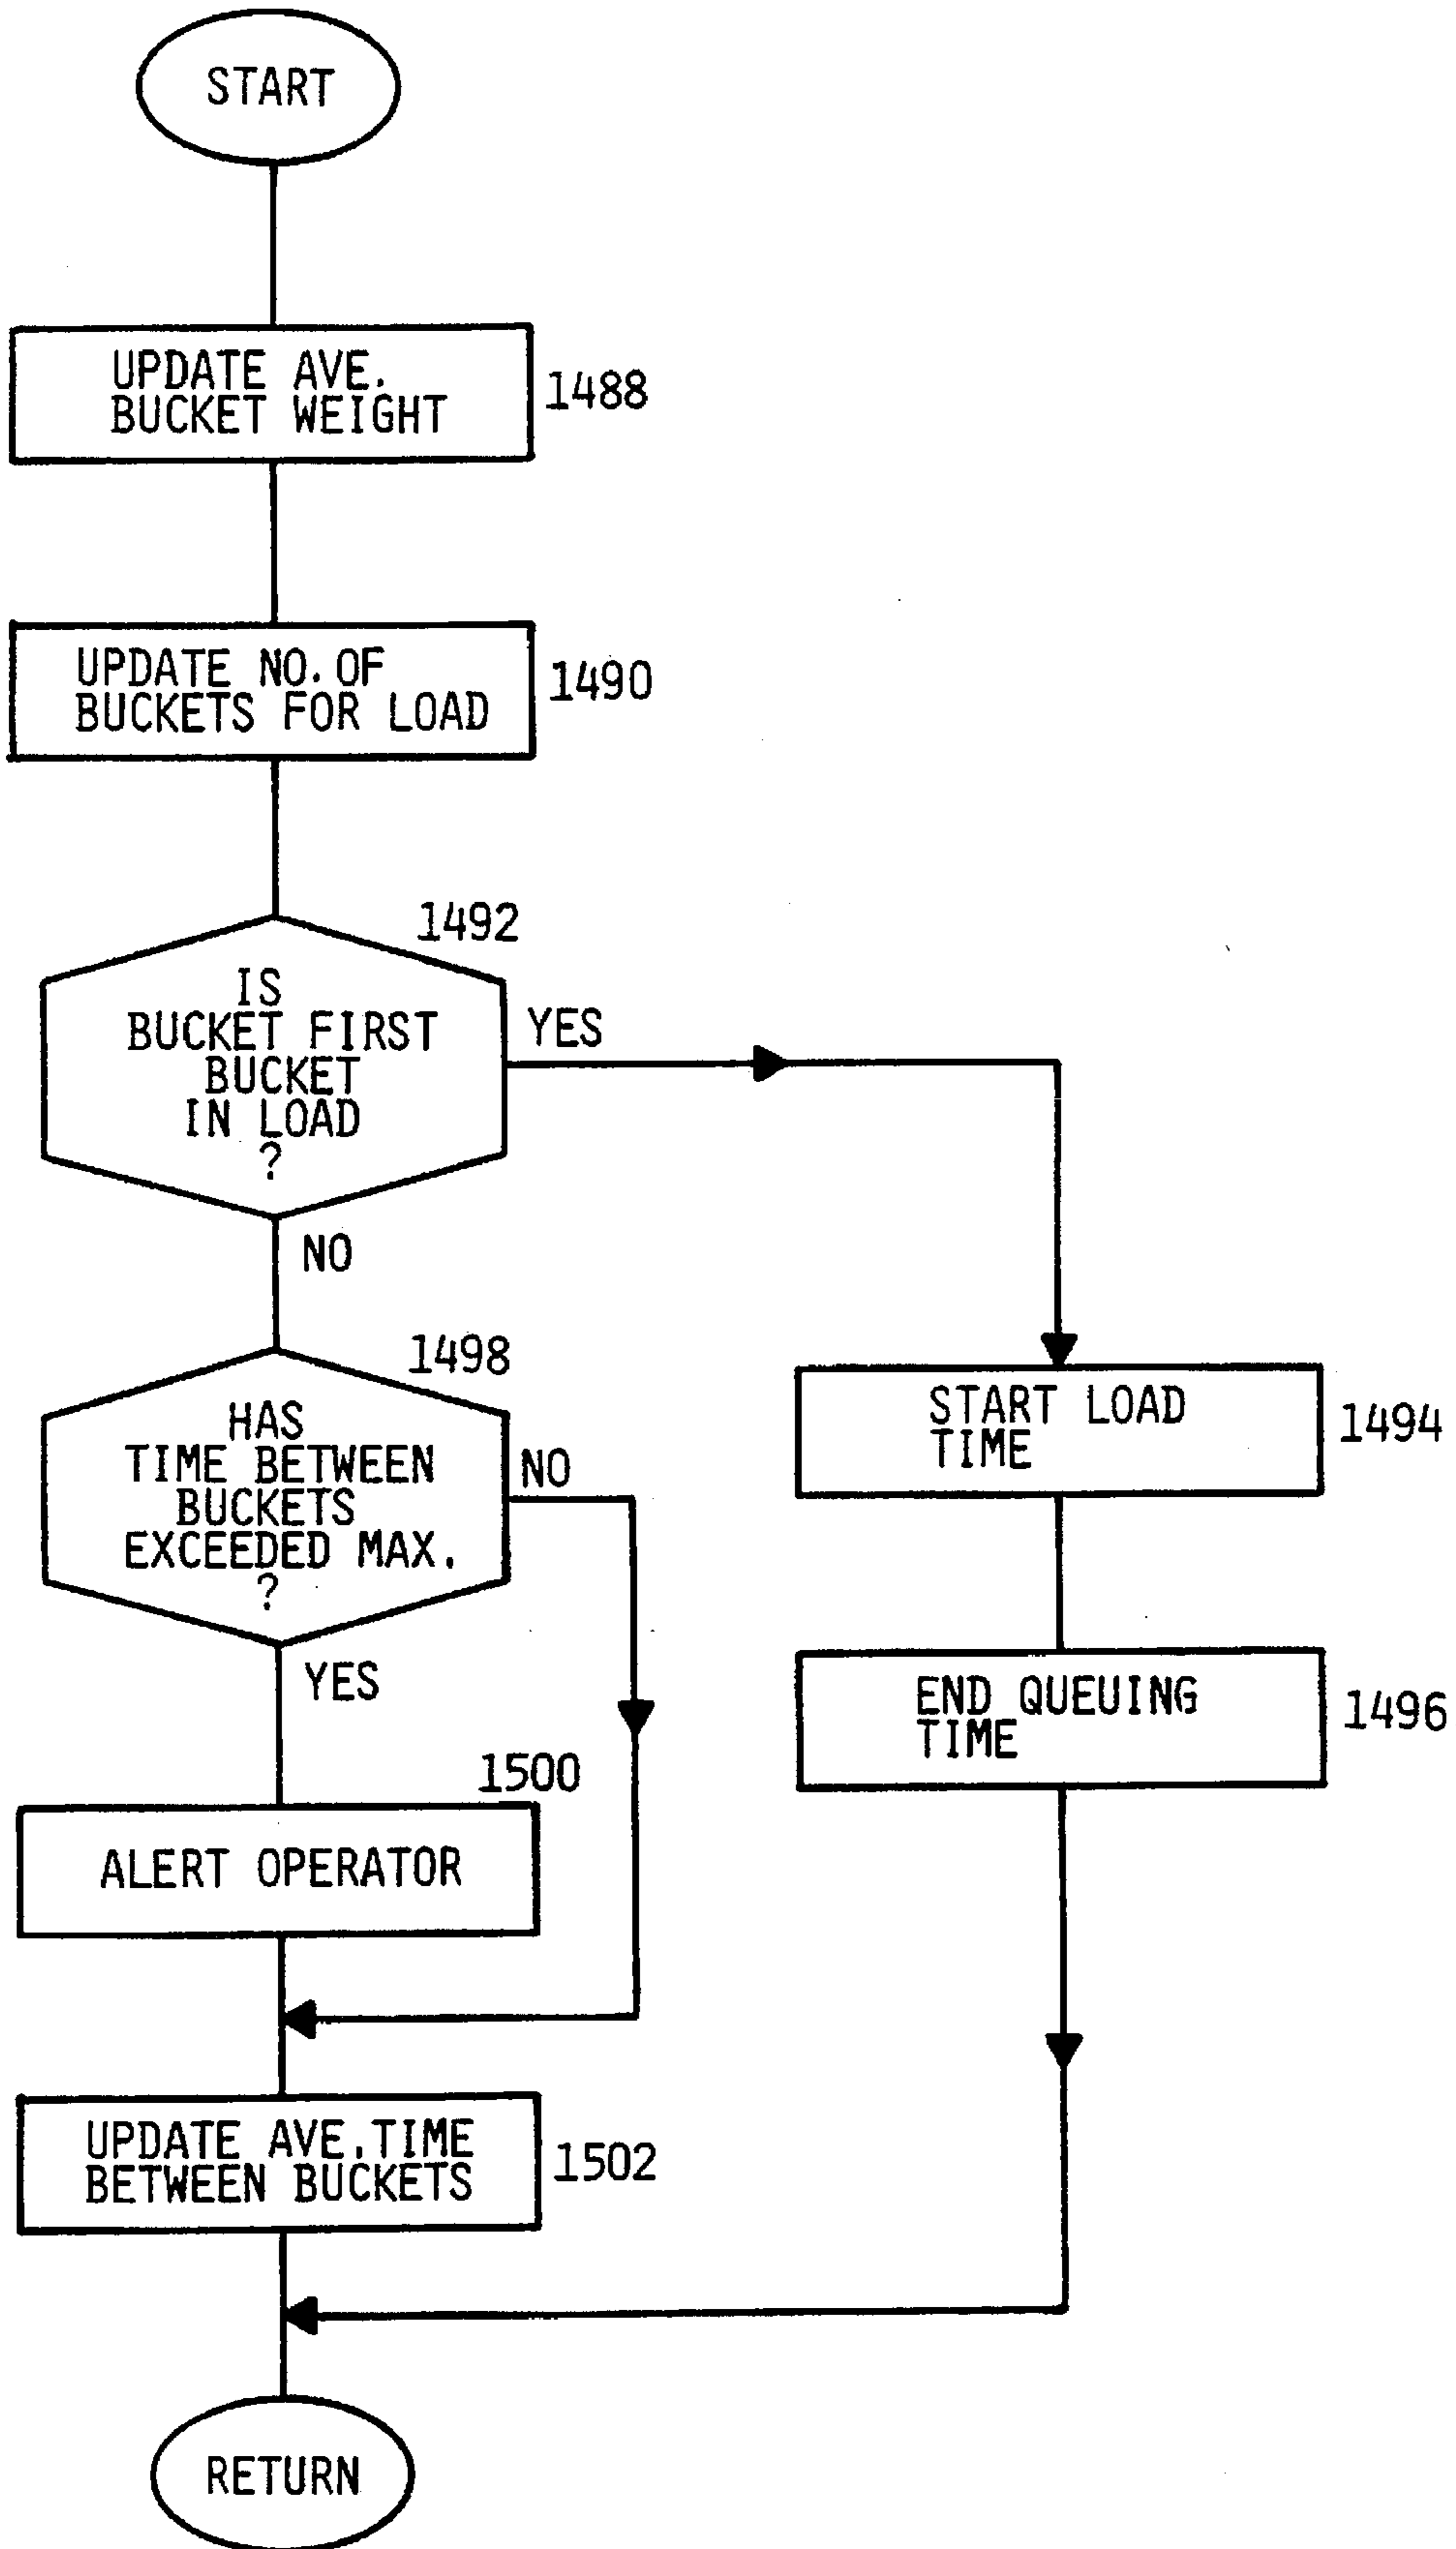 START
UPDATE AVE.
BUCKET WEIGHT
1488
UPDATE NO. OF
BUCKETS FOR LOAD
1490
1492
IS
BUCKET FIRST
BUCKET
IN LOAD
?
YES
NO
1498
HAS
TIME BETWEEN
BUCKETS
EXCEEDED MAX.
?
NO
YES
START LOAD
TIME
1494
END QUEUING
TIME
1496
1500
ALERT OPERATOR
UPDATE AVE. TIME
BETWEEN BUCKETS
1502
RETURN